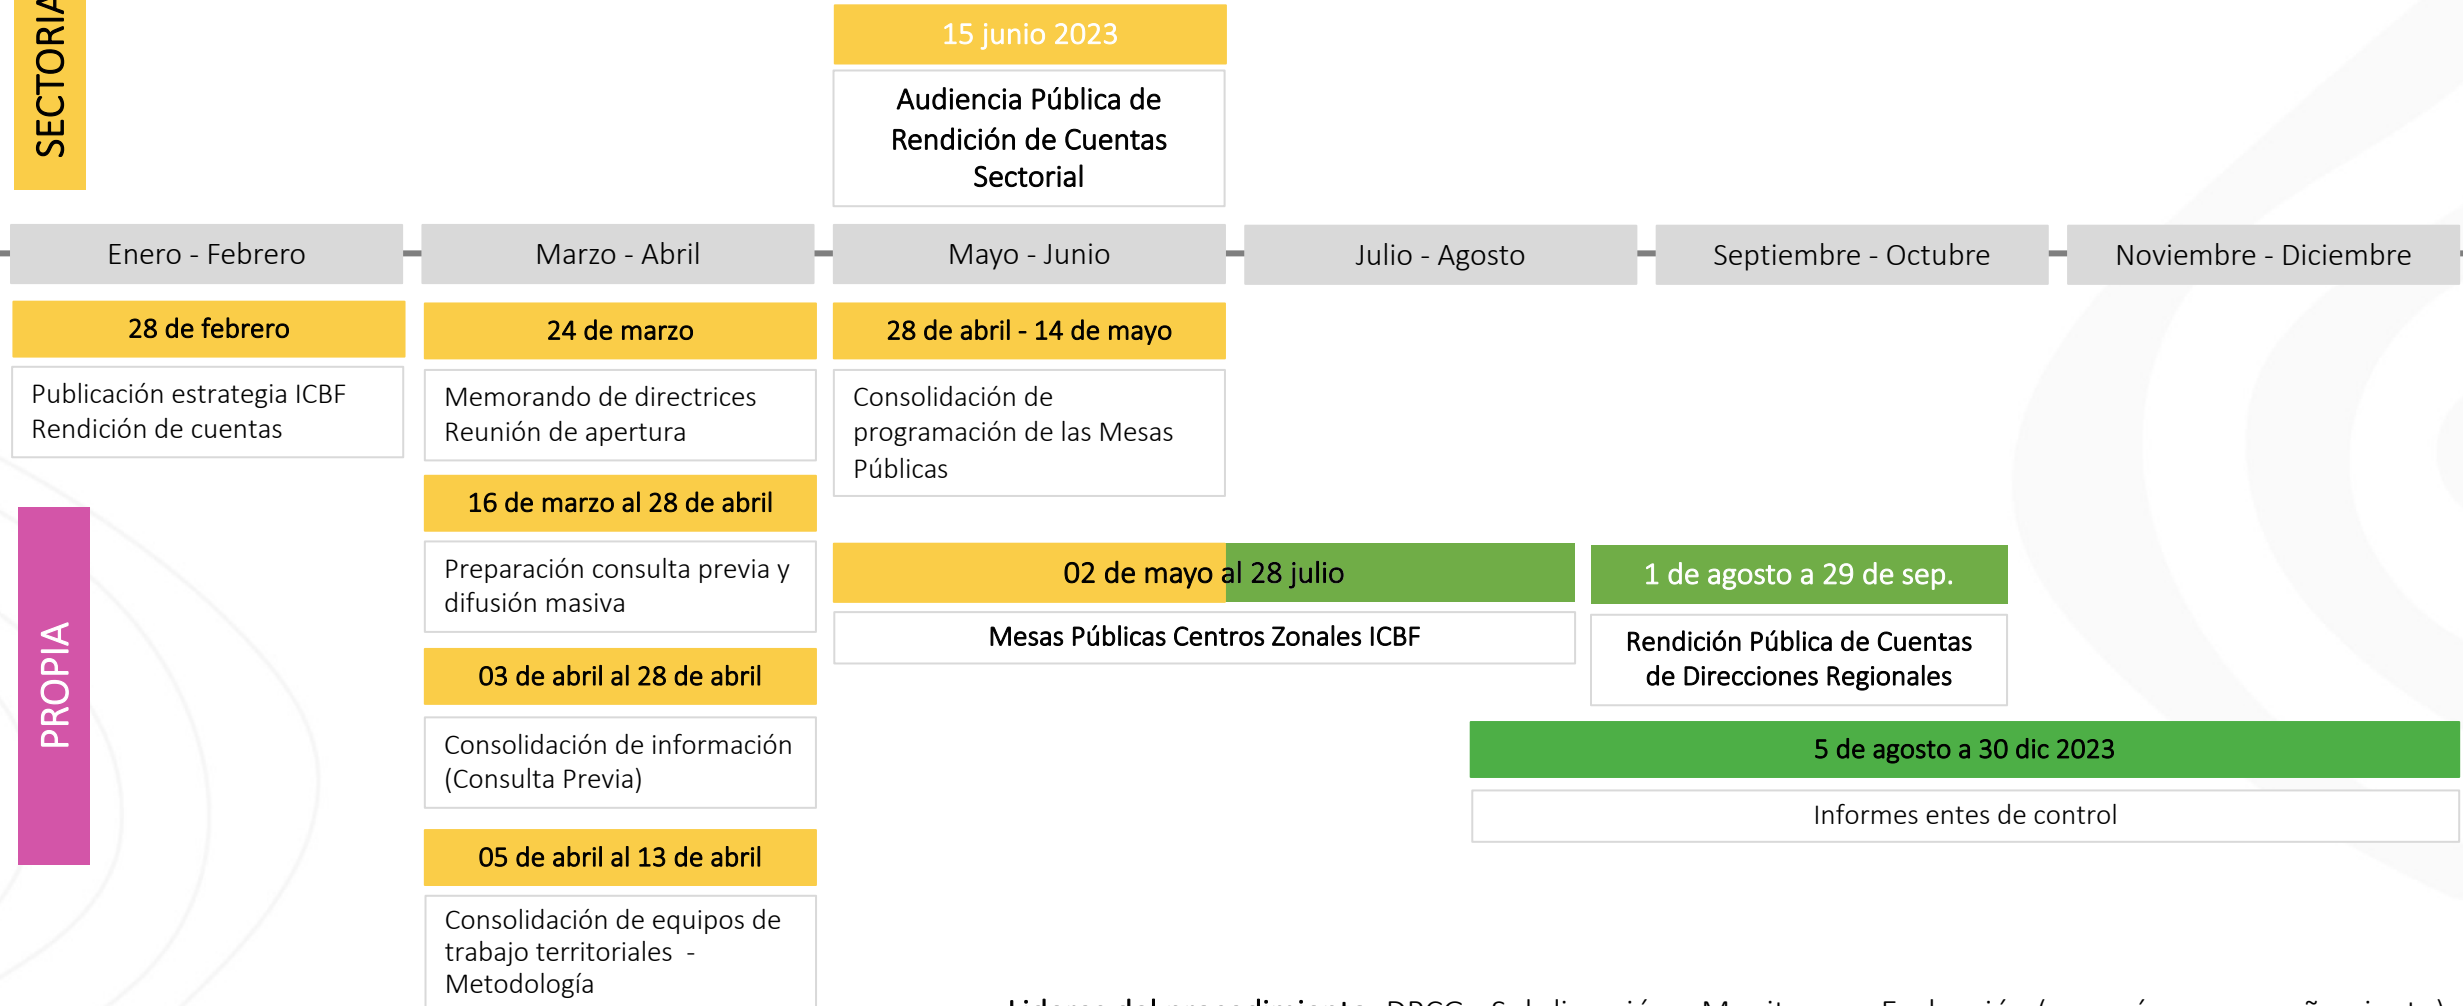 SECTORIA
15 junio 2023
Audiencia Pública de
Rendición de Cuentas
Sectorial
Enero - Febrero
Marzo - Abril
Mayo - Junio
Julio - Agosto
Septiembre - Octubre
Noviembre - Diciembre
28 de febrero
Publicación estrategia ICBF
Rendición de cuentas
24 de marzo
Memorando de directrices
Reunión de apertura
28 de abril - 14 de mayo
Consolidación de
programación de las Mesas
Públicas
16 de marzo al 28 de abril
Preparación consulta previa y
difusión masiva
PROPIA
02 de mayo al 28 julio
Mesas Públicas Centros Zonales ICBF
1 de agosto a 29 de sep.
Rendición Pública de Cuentas
de Direcciones Regionales
03 de abril al 28 de abril
Consolidación de información
(Consulta Previa)
5 de agosto a 30 dic 2023
Informes entes de control
05 de abril al 13 de abril
Consolidación de equipos de
trabajo territoriales -
Metodología